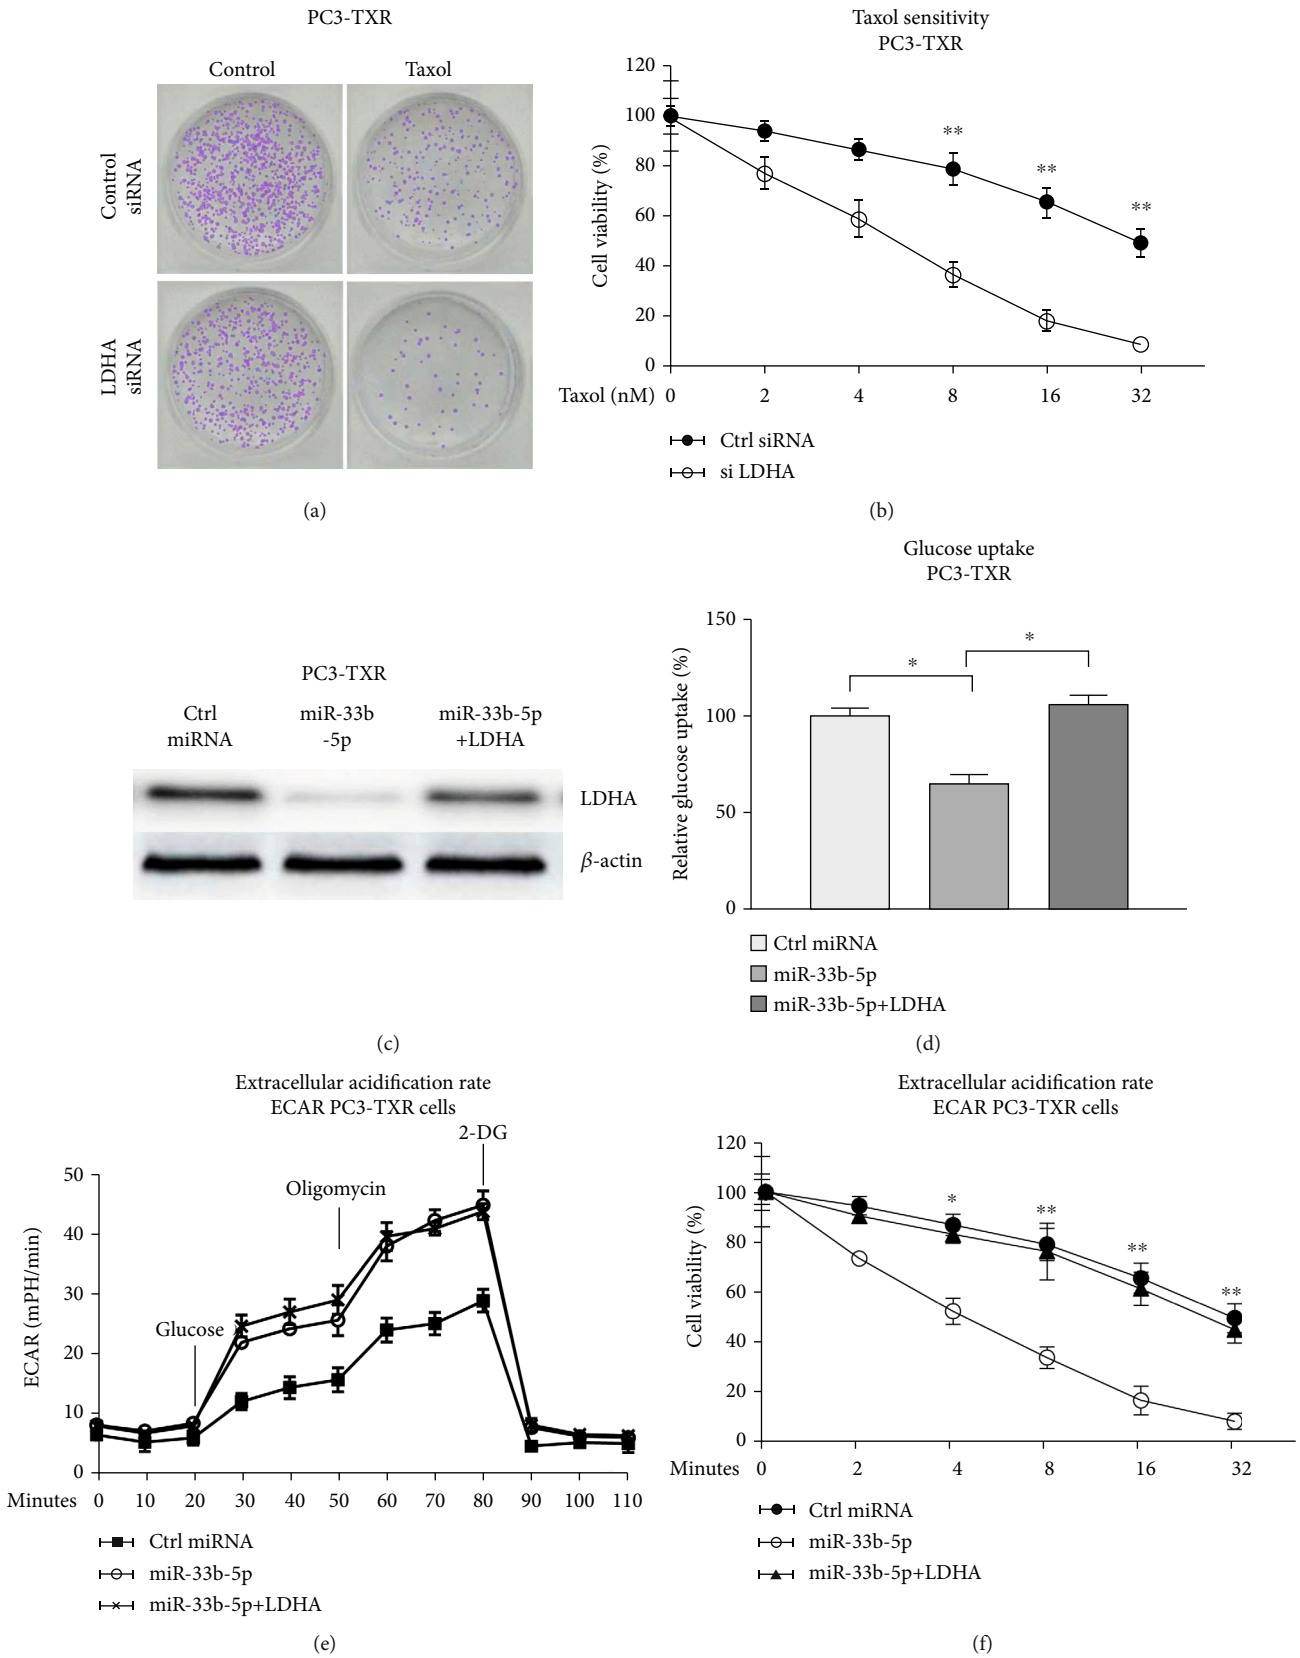 PC3-TXR
Control
Taxol
Control
siRNA
LDHA
siRNA
(a)
Taxol sensitivity
PC3-TXR
Cell viability (%)
120
100
80
60
40
20
0
**
**
**
Taxol (nM)
0
2
4
8
16
32
Ctrl siRNA
si LDHA
(b)
PC3-TXR
Ctrl
miRNA
miR-33b
-5p
miR-33b-5p
+LDHA
LDHA
β-actin
(c)
Glucose uptake
PC3-TXR
Relative glucose uptake (%)
150
100
50
0
*
*
Ctrl miRNA
miR-33b-5p
miR-33b-5p+LDHA
(d)
Extracellular acidification rate
ECAR PC3-TXR cells
ECAR (mPH/min)
50
40
30
20
10
0
Glucose
Oligomycin
2-DG
Minutes
0
10
20
30
40
50
60
70
80
90
100
110
Ctrl miRNA
miR-33b-5p
miR-33b-5p+LDHA
(e)
Extracellular acidification rate
ECAR PC3-TXR cells
Cell viability (%)
120
100
80
60
40
20
0
*
**
**
**
Minutes
0
2
4
8
16
32
Ctrl miRNA
miR-33b-5p
miR-33b-5p+LDHA
(f)